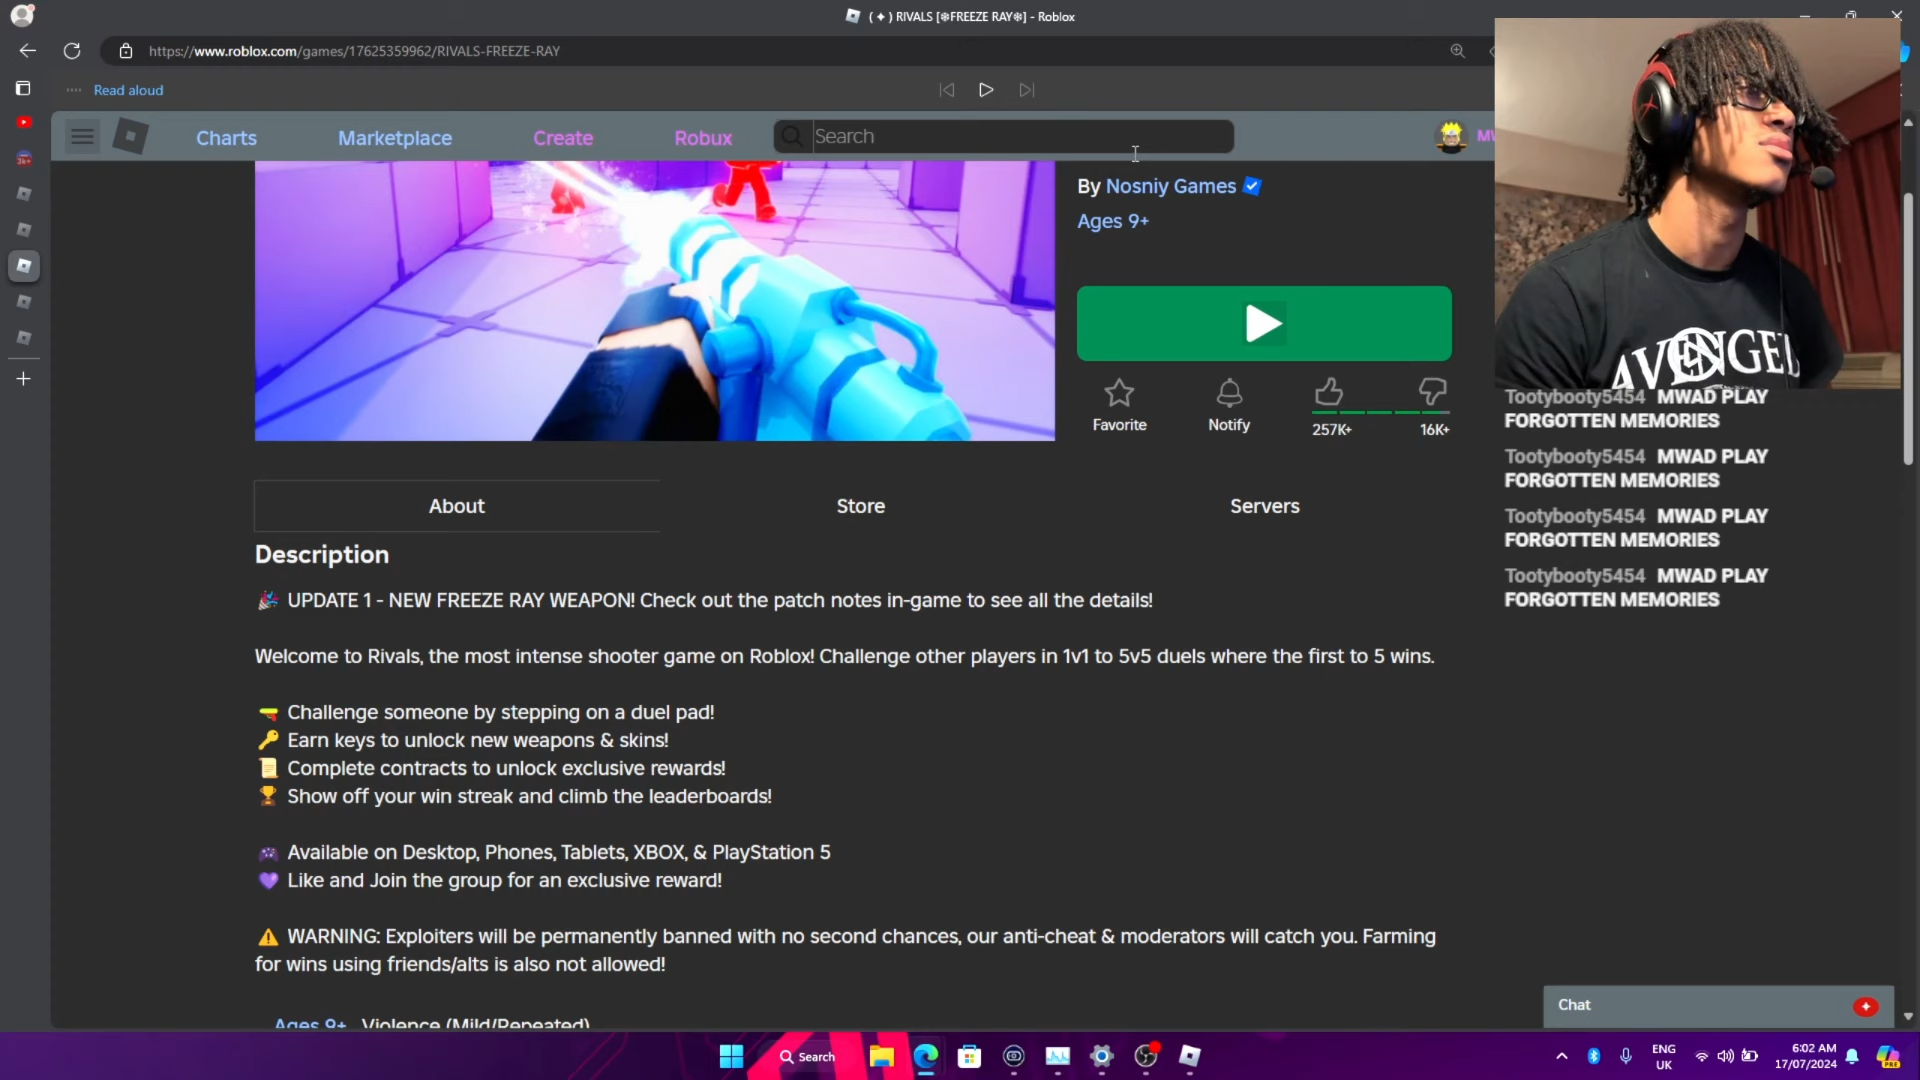 ( ✦ ) RIVALS [❄FREEZE RAY❄] - Roblox
https://www.roblox.com/games/17625359962/RIVALS-FREEZE-RAY
Read aloud
Charts
Marketplace
Create
Robux
Search
By Nosniy Games
Ages 9+
Favorite
Notify
257K+
16K+
AVENGE
Tootybooty5454 MWAD PLAY
FORGOTTEN MEMORIES
Tootybooty5454 MWAD PLAY
FORGOTTEN MEMORIES
Tootybooty5454 MWAD PLAY
FORGOTTEN MEMORIES
Tootybooty5454 MWAD PLAY
FORGOTTEN MEMORIES
About
Store
Servers
Description
🎉 UPDATE 1 - NEW FREEZE RAY WEAPON! Check out the patch notes in-game to see all the details!
Welcome to Rivals, the most intense shooter game on Roblox! Challenge other players in 1v1 to 5v5 duels where the first to 5 wins.
🔫 Challenge someone by stepping on a duel pad!
🔑 Earn keys to unlock new weapons & skins!
📜 Complete contracts to unlock exclusive rewards!
🏆 Show off your win streak and climb the leaderboards!
🎮 Available on Desktop, Phones, Tablets, XBOX, & PlayStation 5
💜 Like and Join the group for an exclusive reward!
⚠️ WARNING: Exploiters will be permanently banned with no second chances, our anti-cheat & moderators will catch you. Farming
for wins using friends/alts is also not allowed!
Ages 9+ Violence (Mild/Repeated)
Chat
Search
ENG
UK
6:02 AM
17/07/2024